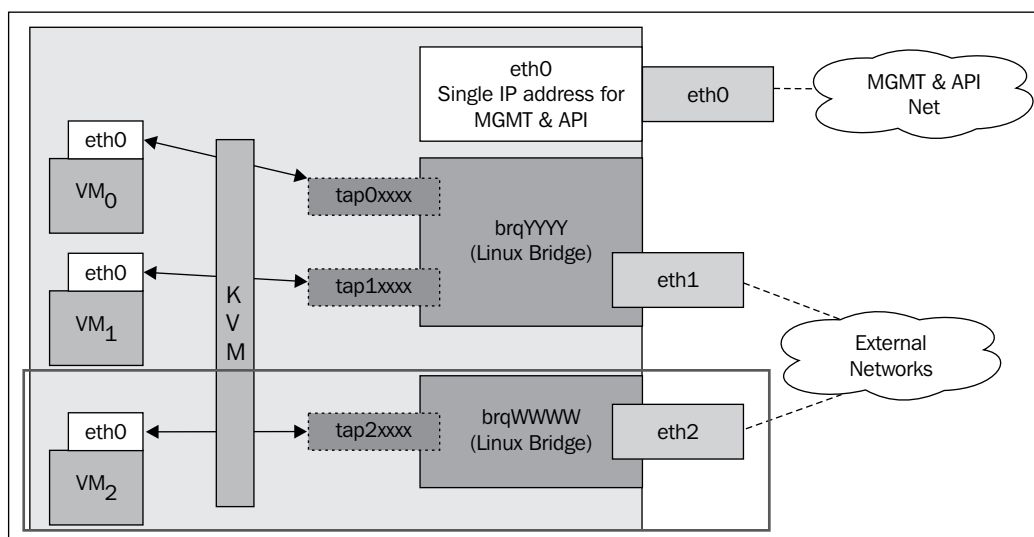 eth0
Single IP address for
MGMT & API
eth0
MGMT & API
Net
eth0
VM0
tap0xxxx
brqYYYY
(Linux Bridge)
eth0
VM1
K
V
M
tap1xxxx
eth1
External
Networks
eth0
VM2
tap2xxxx
brqWWWW
(Linux Bridge)
eth2